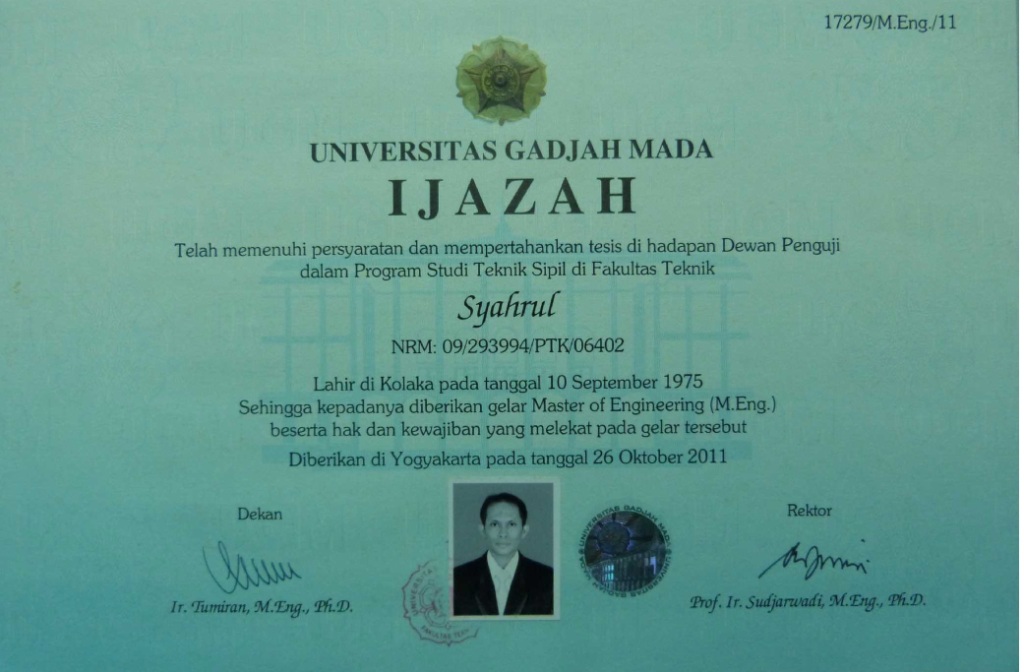 17279/M.Eng./11
UNIVERSITAS GADJAH MADA
IJAZAH
Telah memenuhi persyaratan dan mempertahankan tesis di hadapan Dewan Penguji
dalam Program Studi Teknik Sipil di Fakultas Teknik
Syahrul
NRM: 09/293994/PTK/06402
Lahir di Kolaka pada tanggal 10 September 1975
Sehingga kepadanya diberikan gelar Master of Engineering (M.Eng.)
beserta hak dan kewajiban yang melekat pada gelar tersebut
Diberikan di Yogyakarta pada tanggal 26 Oktober 2011
Dekan
Rektor
UNIVERSITAS GADJAH MADA
Ir. Tumiran, M.Eng., Ph.D.
Prof. Ir. Sudjarwadi, M.Eng., Ph.D.